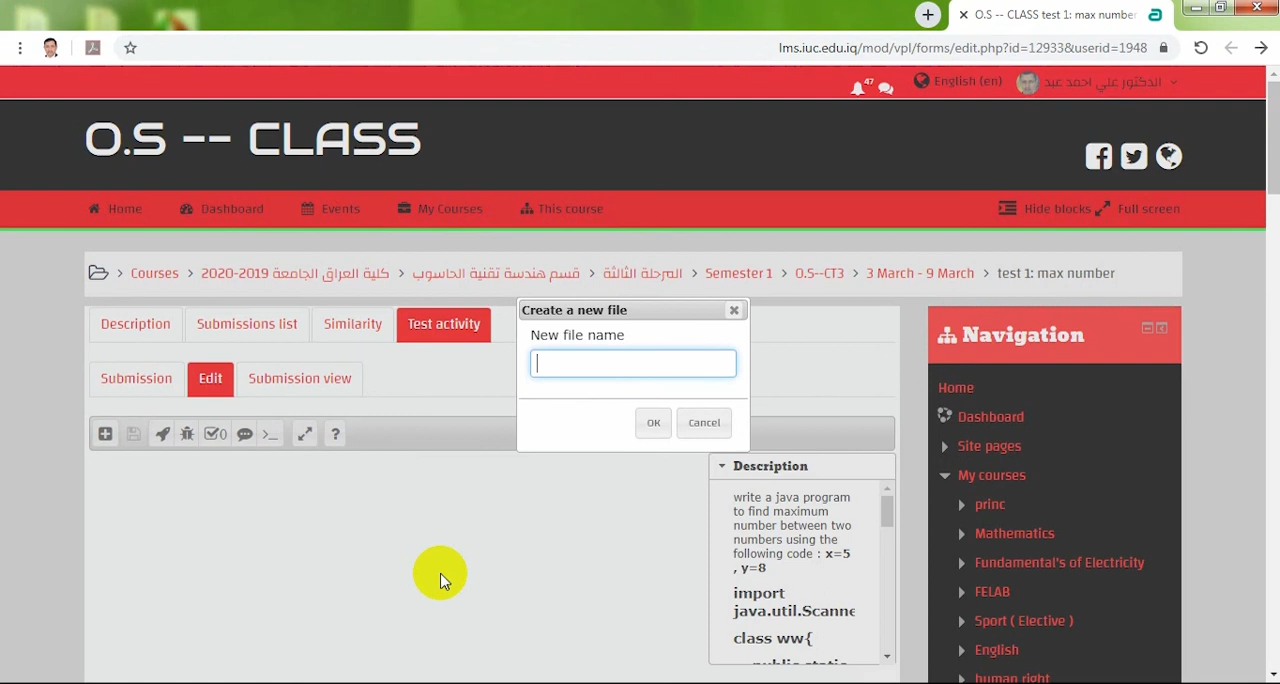 O.S -- CLASS test 1: max number
lms.iuc.edu.iq/mod/vpl/forms/edit.php?id=12933&userid=1948
47
English (en)
الدكتور علي احمد عبد
O.S -- CLASS
Home
Dashboard
Events
My Courses
This course
Hide blocks
Full screen
Courses
كلية العراق الجامعة 2019-2020
قسم هندسة تقنية الحاسوب
المرحلة الثالثة
Semester 1
O.S--CT3
3 March - 9 March
test 1: max number
Description
Submissions list
Similarity
Test activity
Submission
Edit
Submission view
0
?
Create a new file
New file name
OK
Cancel
Description
write a java program
to find maximum
number between two
numbers using the
following code : x=5
, y=8
import
java.util.Scanne
class ww{
public static
Navigation
Home
Dashboard
Site pages
My courses
princ
Mathematics
Fundamental's of Electricity
FELAB
Sport ( Elective )
English
human right